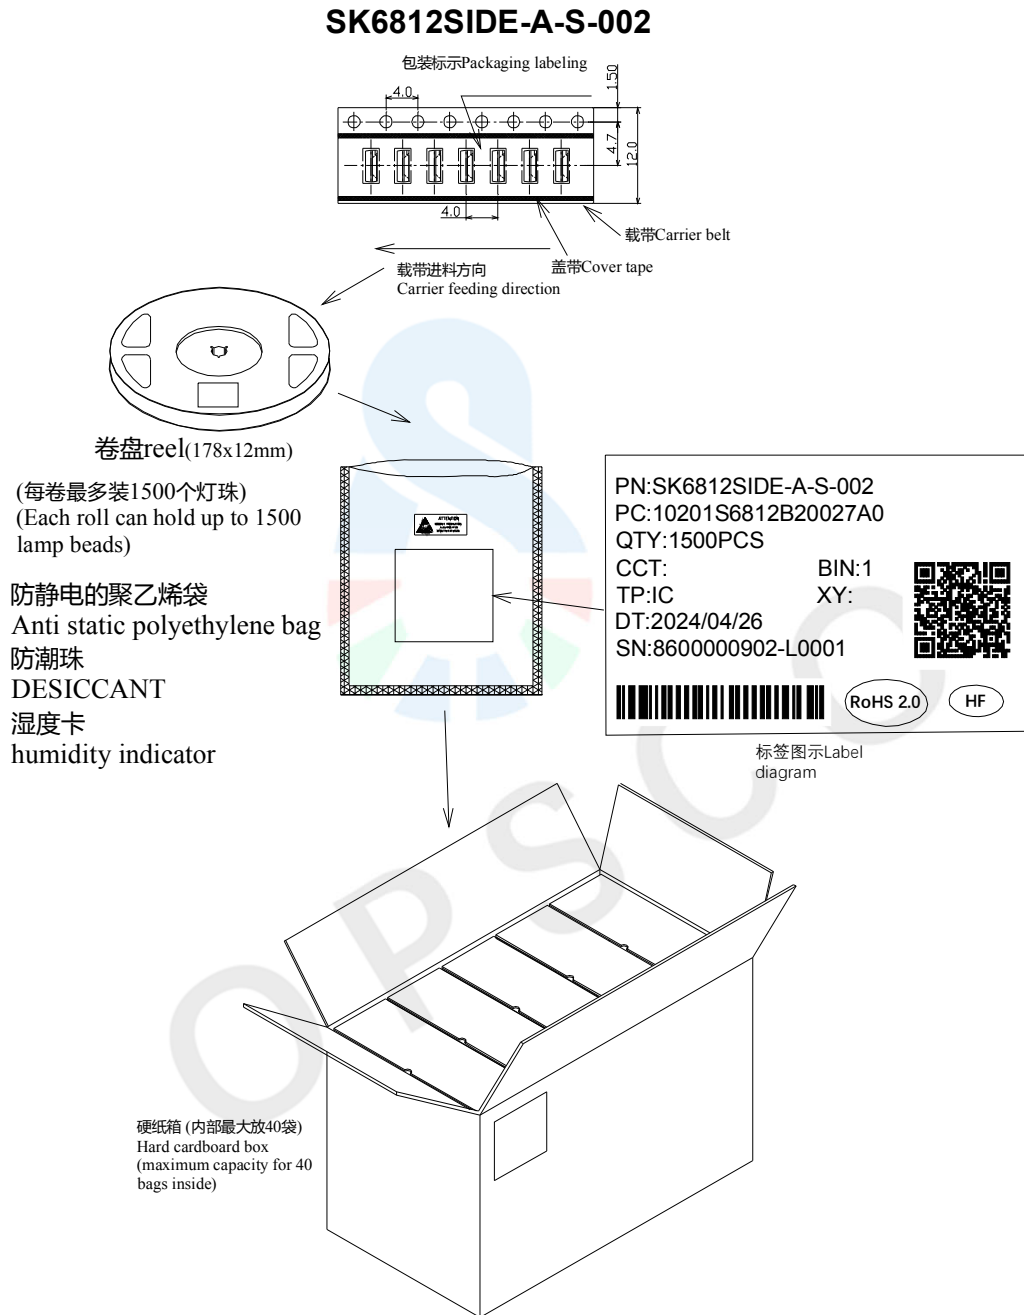 SK6812SIDE-A-S-002
包装标示Packaging labeling
4.0
1.50
4.7
12.0
4.0
载带Carrier belt
盖带Cover tape
载带进料方向
Carrier feeding direction
卷盘reel(178x12mm)
(每卷最多装1500个灯珠)
(Each roll can hold up to 1500
lamp beads)
防静电的聚乙烯袋
Anti static polyethylene bag
防潮珠
DESICCANT
湿度卡
humidity indicator
ATTENTION
PN:SK6812SIDE-A-S-002
PC:10201S6812B20027A0
QTY:1500PCS
CCT: BIN:1
TP:IC XY:
DT:2024/04/26
SN:8600000902-L0001
RoHS 2.0 HF
标签图示Label
diagram
硬纸箱 (内部最大放40袋)
Hard cardboard box
(maximum capacity for 40
bags inside)
OPSCO